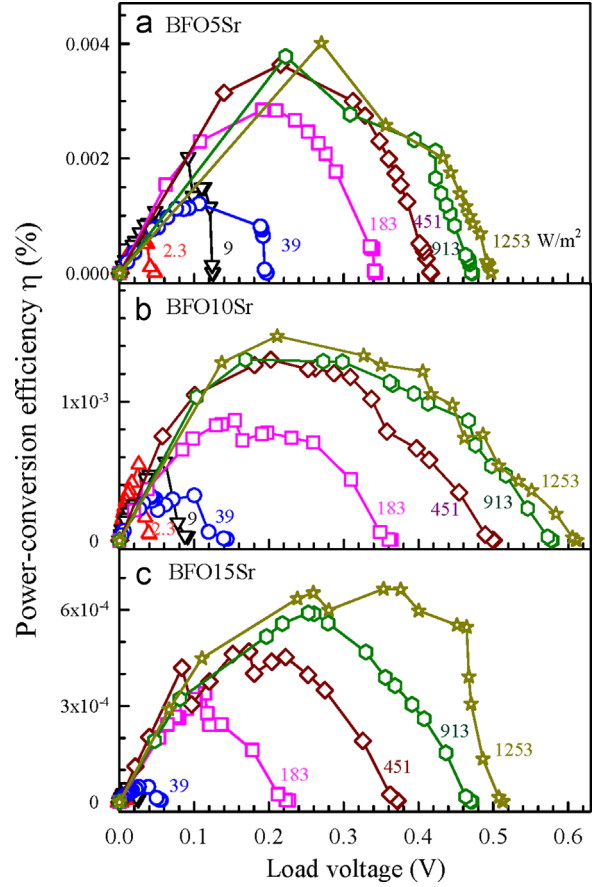 a BFO5Sr
0.004
0.002
0.000
2.3
9
39
183
451
913
1253 W/m²
b BFO10Sr
1x10⁻³
0
2.3
9
39
183
451
913
1253
c BFO15Sr
6x10⁻⁴
3x10⁻⁴
0
39
183
451
913
1253
0.0 0.1 0.2 0.3 0.4 0.5 0.6
Load voltage (V)
Power-conversion efficiency η (%)